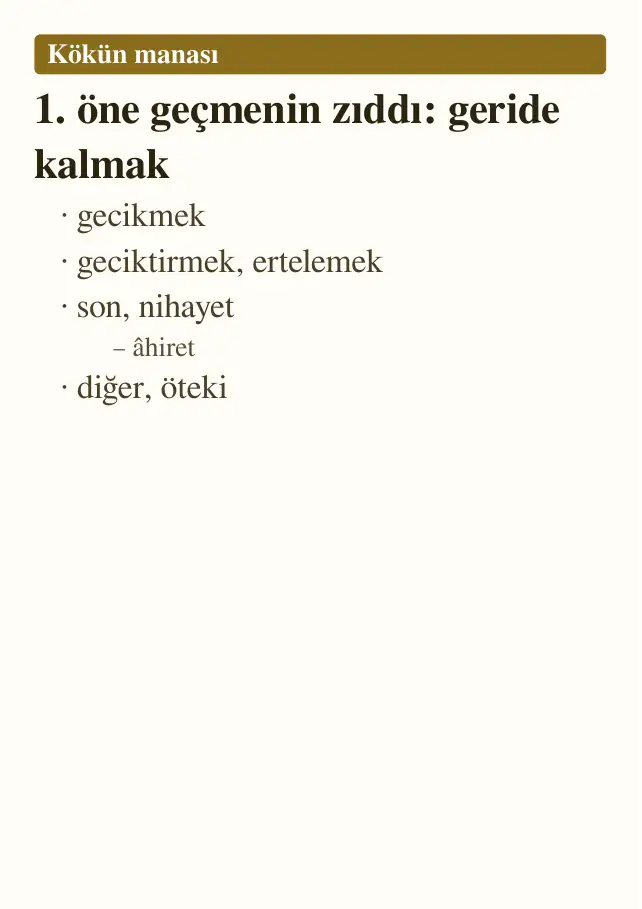 Kökün manası
1. öne geçmenin zıddı: geride
kalmak
· gecikmek
· geciktirmek, ertelemek
· son, nihayet
– âhiret
· diğer, öteki